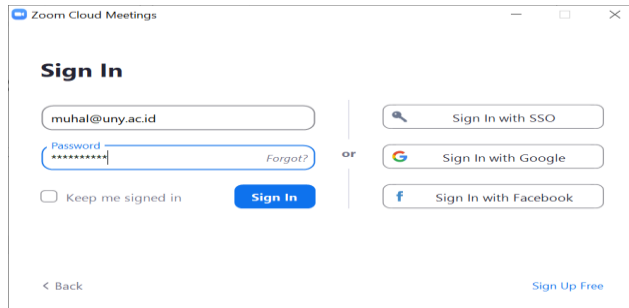 Zoom Cloud Meetings
Sign In
muhal@uny.ac.id
Password
**********
Forgot?
Keep me signed in
Sign In
or
Sign In with SSO
Sign In with Google
Sign In with Facebook
< Back
Sign Up Free